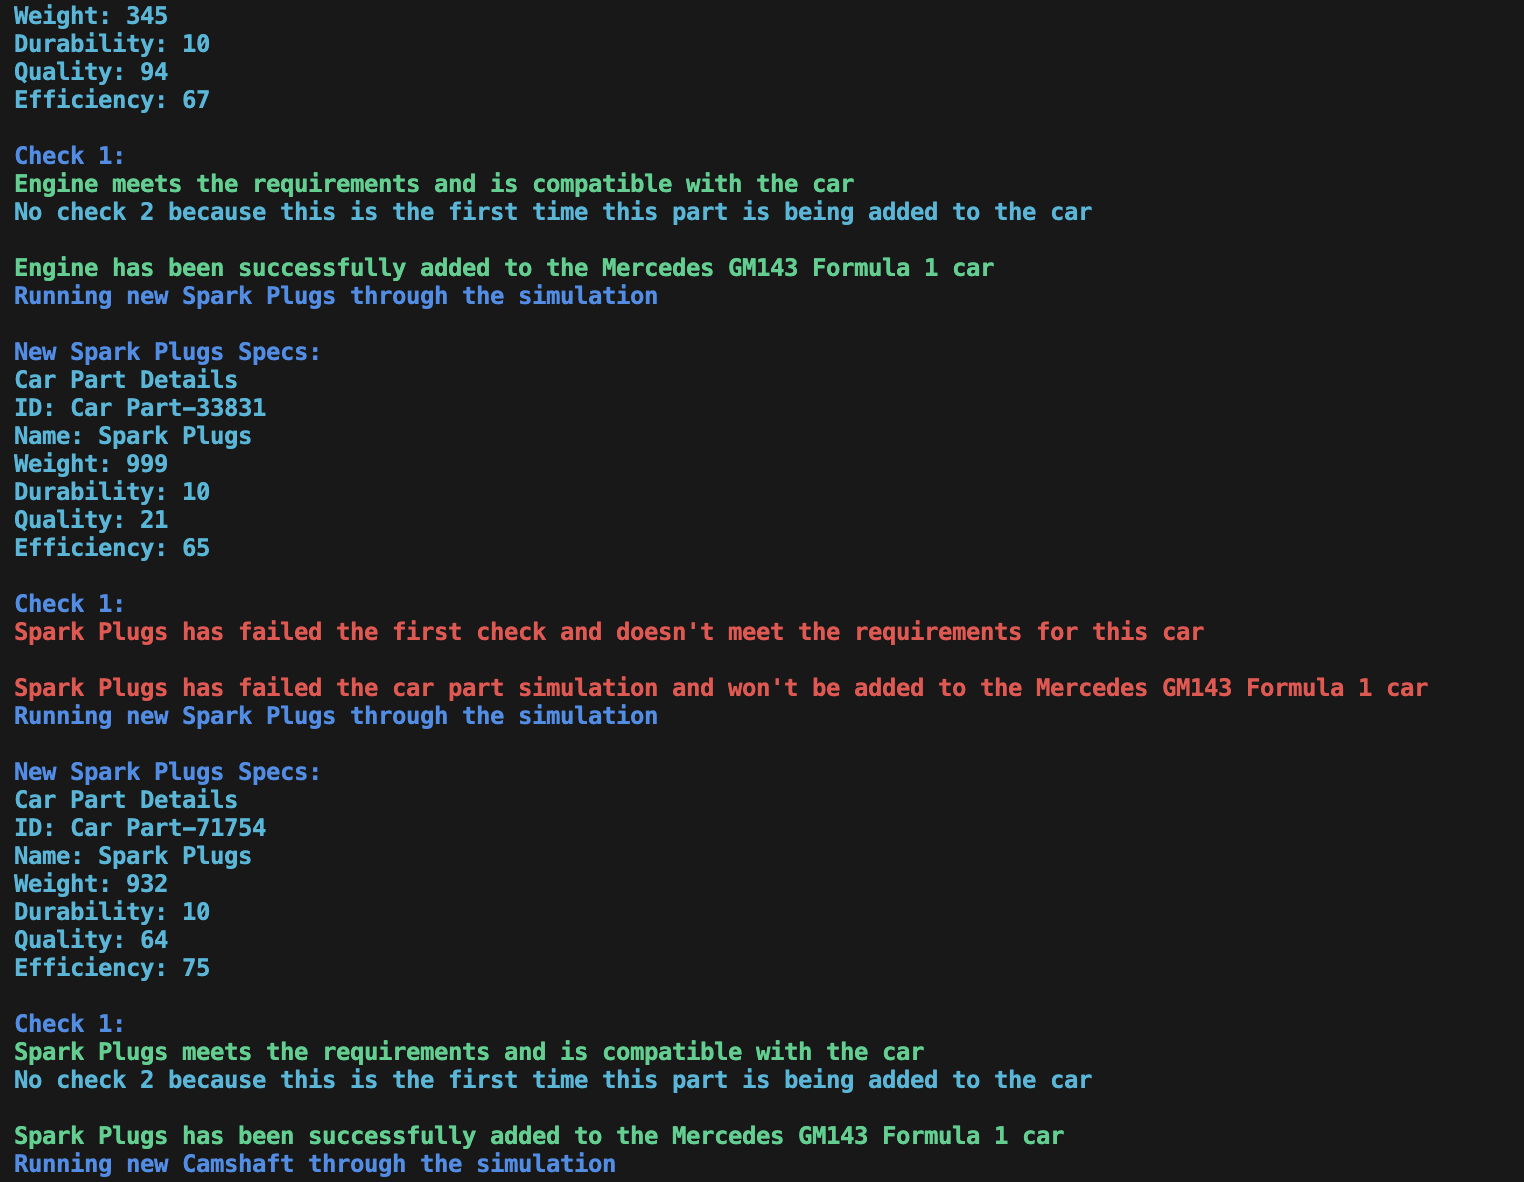 Weight: 345
Durability: 10
Quality: 94
Efficiency: 67
Check 1:
Engine meets the requirements and is compatible with the car
No check 2 because this is the first time this part is being added to the car
Engine has been successfully added to the Mercedes GM143 Formula 1 car
Running new Spark Plugs through the simulation
New Spark Plugs Specs:
Car Part Details
ID: Car Part-33831
Name: Spark Plugs
Weight: 999
Durability: 10
Quality: 21
Efficiency: 65
Check 1:
Spark Plugs has failed the first check and doesn't meet the requirements for this car
Spark Plugs has failed the car part simulation and won't be added to the Mercedes GM143 Formula 1 car
Running new Spark Plugs through the simulation
New Spark Plugs Specs:
Car Part Details
ID: Car Part-71754
Name: Spark Plugs
Weight: 932
Durability: 10
Quality: 64
Efficiency: 75
Check 1:
Spark Plugs meets the requirements and is compatible with the car
No check 2 because this is the first time this part is being added to the car
Spark Plugs has been successfully added to the Mercedes GM143 Formula 1 car
Running new Camshaft through the simulation